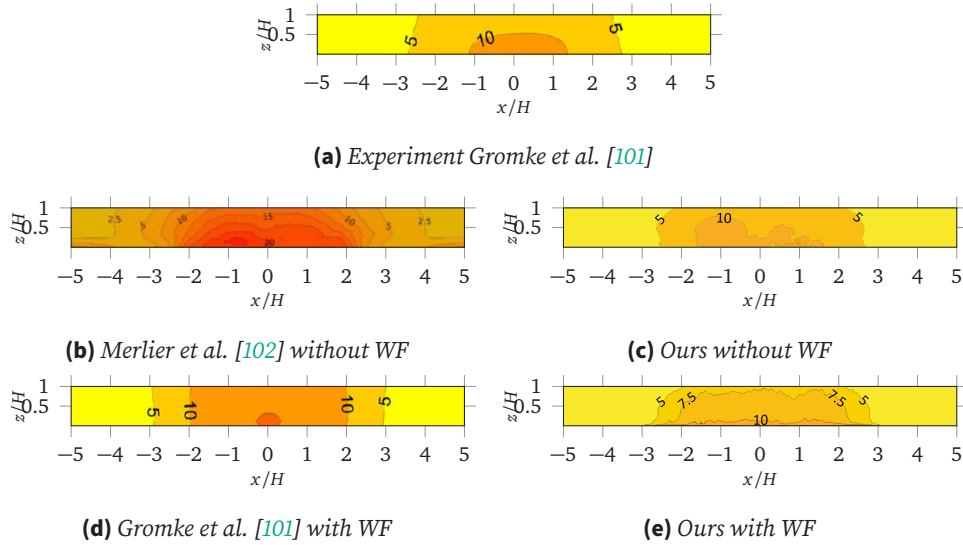 z/H
1
0.5
5
10
5
−5 −4 −3 −2 −1 0 1 2 3 4 5
x/H
(a) Experiment Gromke et al. [101]
z/H
1
0.5
2.5 5 10 15 10 5 2.5
20
−5 −4 −3 −2 −1 0 1 2 3 4 5
x/H
(b) Merlier et al. [102] without WF
z/H
1
0.5
5 10 5
−5 −4 −3 −2 −1 0 1 2 3 4 5
x/H
(c) Ours without WF
z/H
1
0.5
5 10 10 5
−5 −4 −3 −2 −1 0 1 2 3 4 5
x/H
(d) Gromke et al. [101] with WF
z/H
1
0.5
5 7.5 7.5 5
10
−5 −4 −3 −2 −1 0 1 2 3 4 5
x/H
(e) Ours with WF